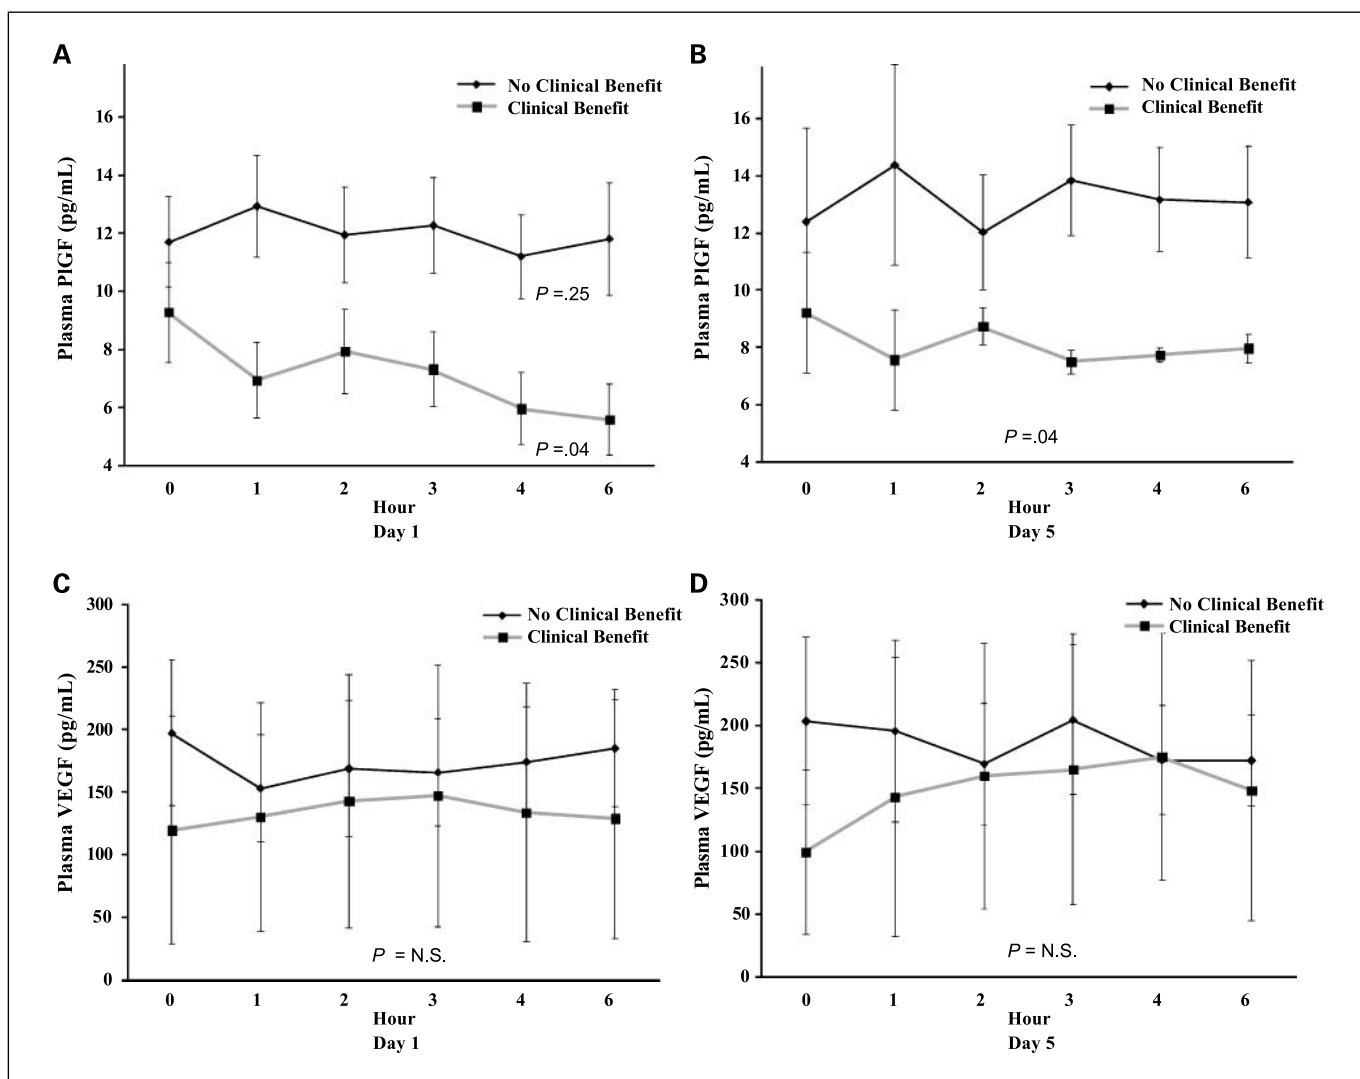 A
No Clinical Benefit
Clinical Benefit
Plasma PlGF (pg/mL)
16
14
12
10
8
6
4
P =.25
P =.04
0 1 2 3 4 6
Hour
Day 1
B
No Clinical Benefit
Clinical Benefit
Plasma PlGF (pg/mL)
16
14
12
10
8
6
4
P =.04
0 1 2 3 4 6
Hour
Day 5
C
No Clinical Benefit
Clinical Benefit
Plasma VEGF (pg/mL)
300
250
200
150
100
50
0
P = N.S.
0 1 2 3 4 6
Hour
Day 1
D
No Clinical Benefit
Clinical Benefit
Plasma VEGF (pg/mL)
300
250
200
150
100
50
0
P = N.S.
0 1 2 3 4 6
Hour
Day 5